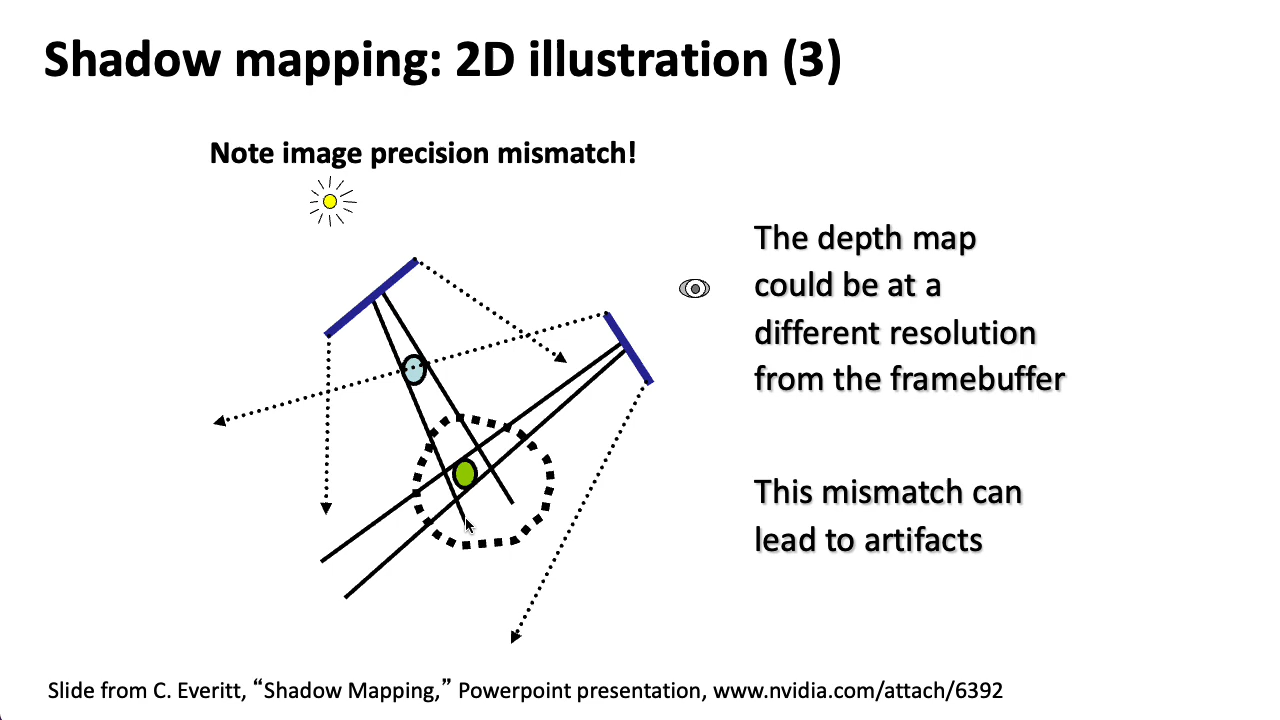 Shadow mapping: 2D illustration (3)
Note image precision mismatch!
The depth map
could be at a
different resolution
from the framebuffer
This mismatch can
lead to artifacts
Slide from C. Everitt, “Shadow Mapping,” Powerpoint presentation, www.nvidia.com/attach/6392